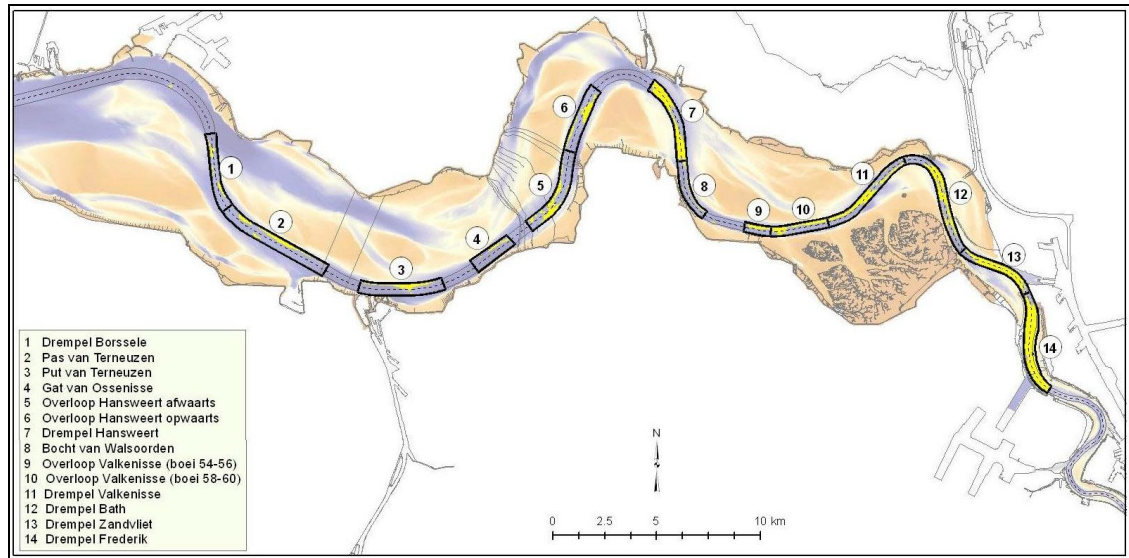 1
2
3
4
5
6
7
8
9
10
11
12
13
14
1 Drempel Borssele
2 Pas van Terneuzen
3 Put van Terneuzen
4 Gat van Ossenisse
5 Overloop Hansweert afwaarts
6 Overloop Hansweert opwaarts
7 Drempel Hansweert
8 Bocht van Walsoorden
9 Overloop Valkenisse (boei 54-56)
10 Overloop Valkenisse (boei 58-60)
11 Drempel Valkenisse
12 Drempel Bath
13 Drempel Zandvliet
14 Drempel Frederik
N
0 2.5 5 10 km